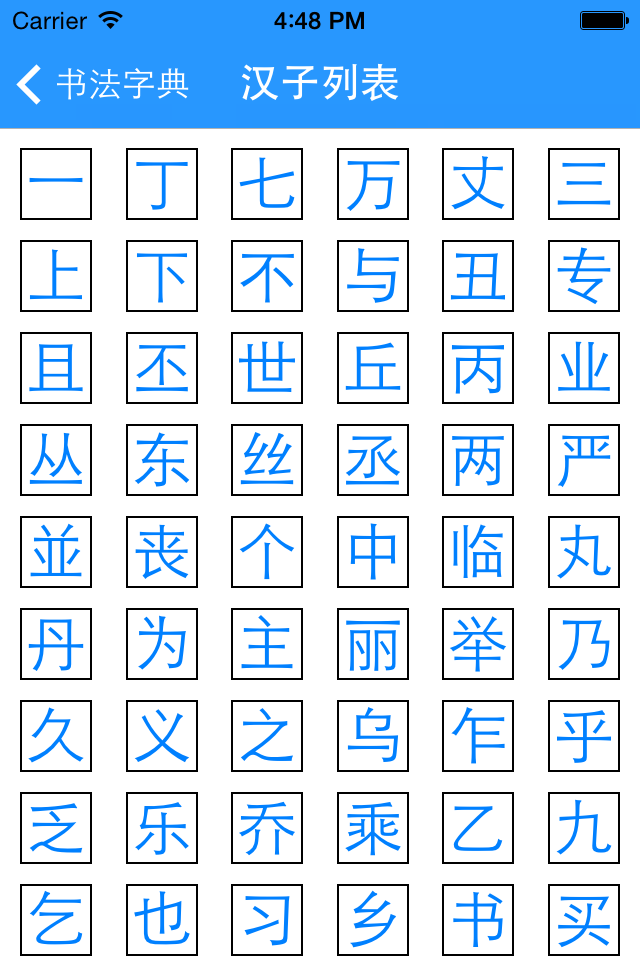 Carrier 4:48 PM
书法字典 汉子列表
一 丁 七 万 丈 三
上 下 不 与 丑 专
且 丕 世 丘 丙 业
丛 东 丝 丞 两 严
並 丧 个 中 临 丸
丹 为 主 丽 举 乃
久 义 之 乌 乍 乎
乏 乐 乔 乘 乙 九
乞 也 习 乡 书 买